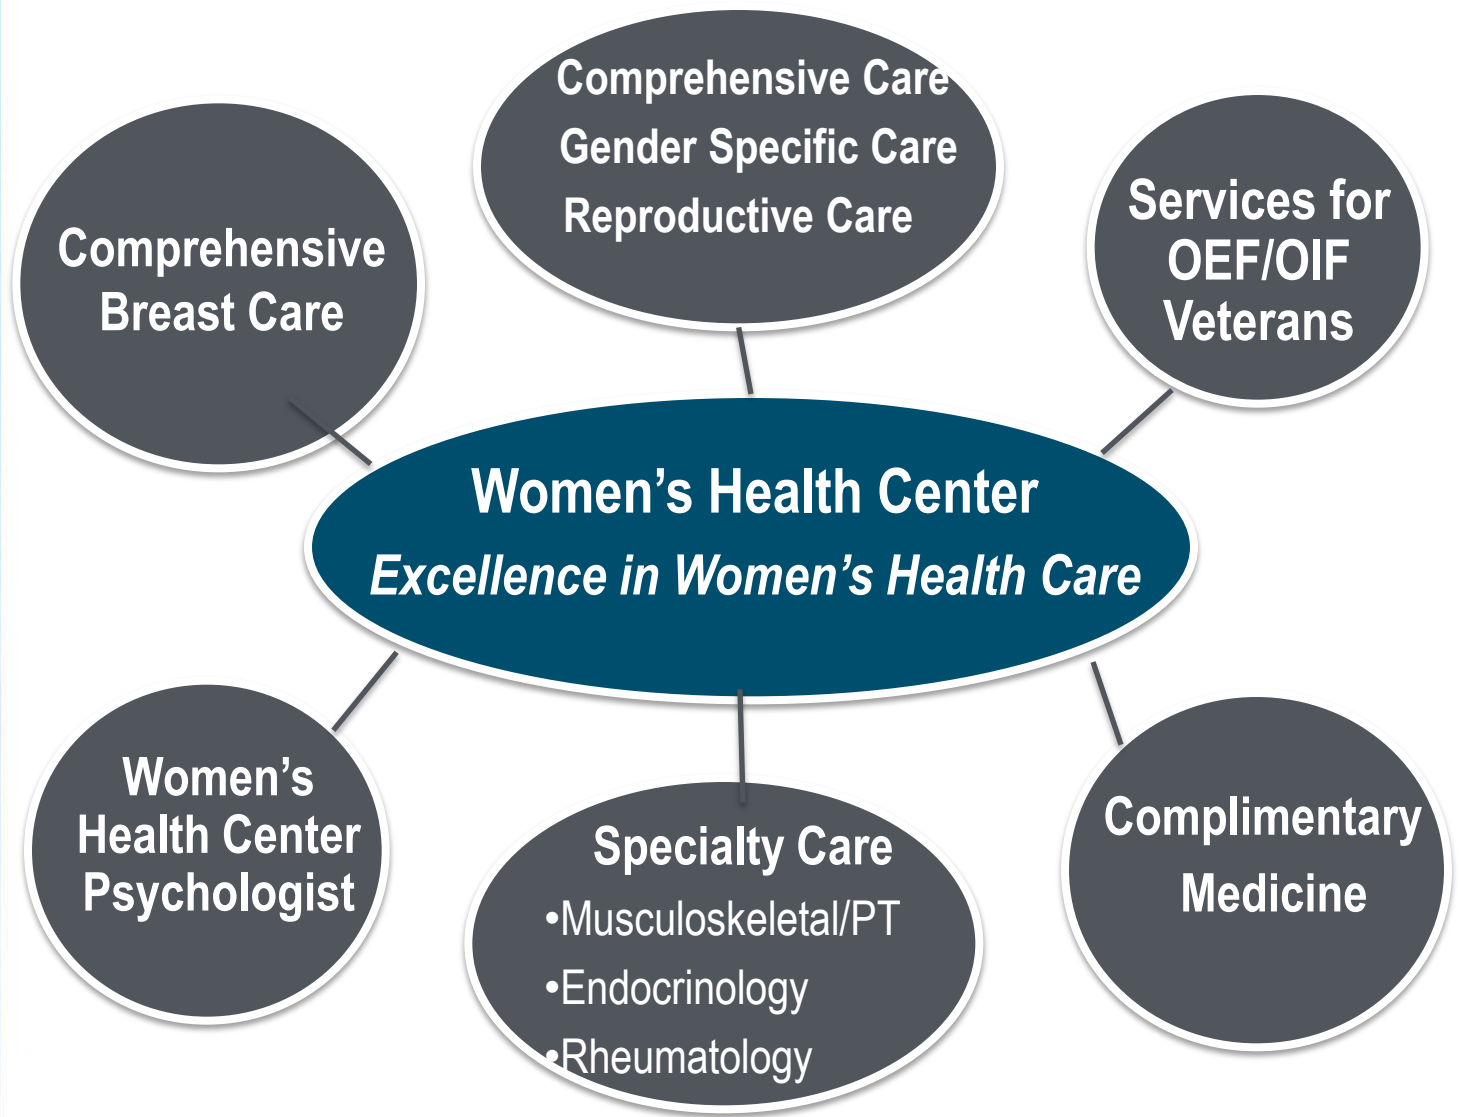 Comprehensive Care
Gender Specific Care
Reproductive Care
Comprehensive
Breast Care
Services for
OEF/OIF
Veterans
Women’s Health Center
Excellence in Women’s Health Care
Women’s
Health Center
Psychologist
Specialty Care
•Musculoskeletal/PT
•Endocrinology
•Rheumatology
Complimentary
Medicine